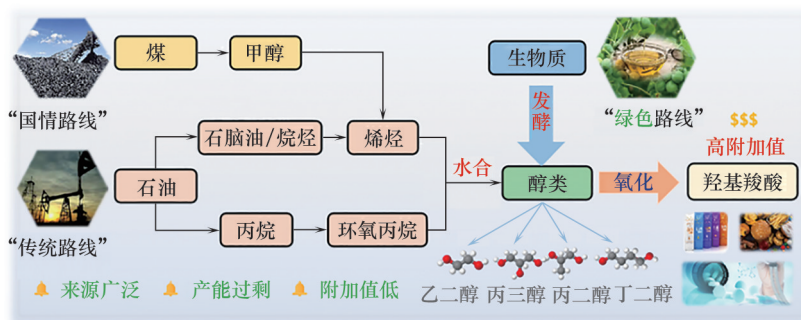 煤
甲醇
生物质
“国情路线”
发酵
“绿色路线”
$$$
石脑油/烷烃
烯烃
高附加值
石油
水合
醇类
氧化
羟基羧酸
丙烷
环氧丙烷
“传统路线”
来源广泛
产能过剩
附加值低
乙二醇
丙三醇
丙二醇
丁二醇